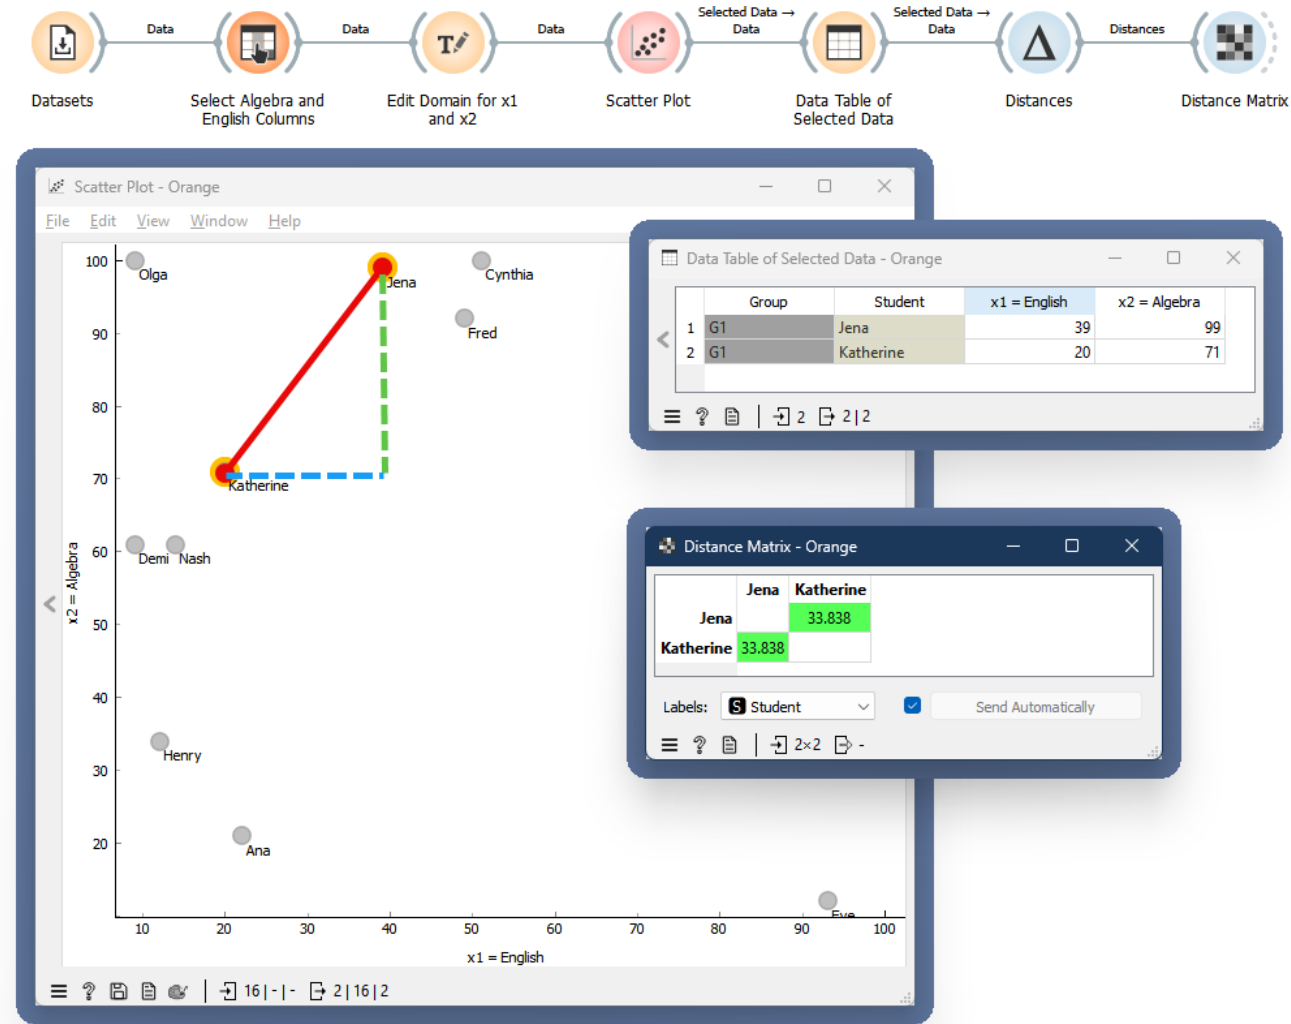 Data
Data
Data
Selected Data →
Data
Selected Data →
Data
Distances
Datasets
Select Algebra and
English Columns
Edit Domain for x1
and x2
Scatter Plot
Data Table of
Selected Data
Distances
Distance Matrix
Scatter Plot - Orange
File Edit View Window Help
100
90
80
70
60
50
40
30
20
x2 = Algebra
Olga
Jena
Cynthia
Fred
Katherine
Demi
Nash
Henry
Ana
Eve
10 20 30 40 50 60 70 80 90 100
x1 = English
16 | - | - 2 | 16 | 2
Data Table of Selected Data - Orange
Group Student x1 = English x2 = Algebra
1 G1 Jena 39 99
2 G1 Katherine 20 71
2 2 | 2
Distance Matrix - Orange
Jena Katherine
Jena 33.838
Katherine 33.838
Labels: S Student Send Automatically
2×2 -